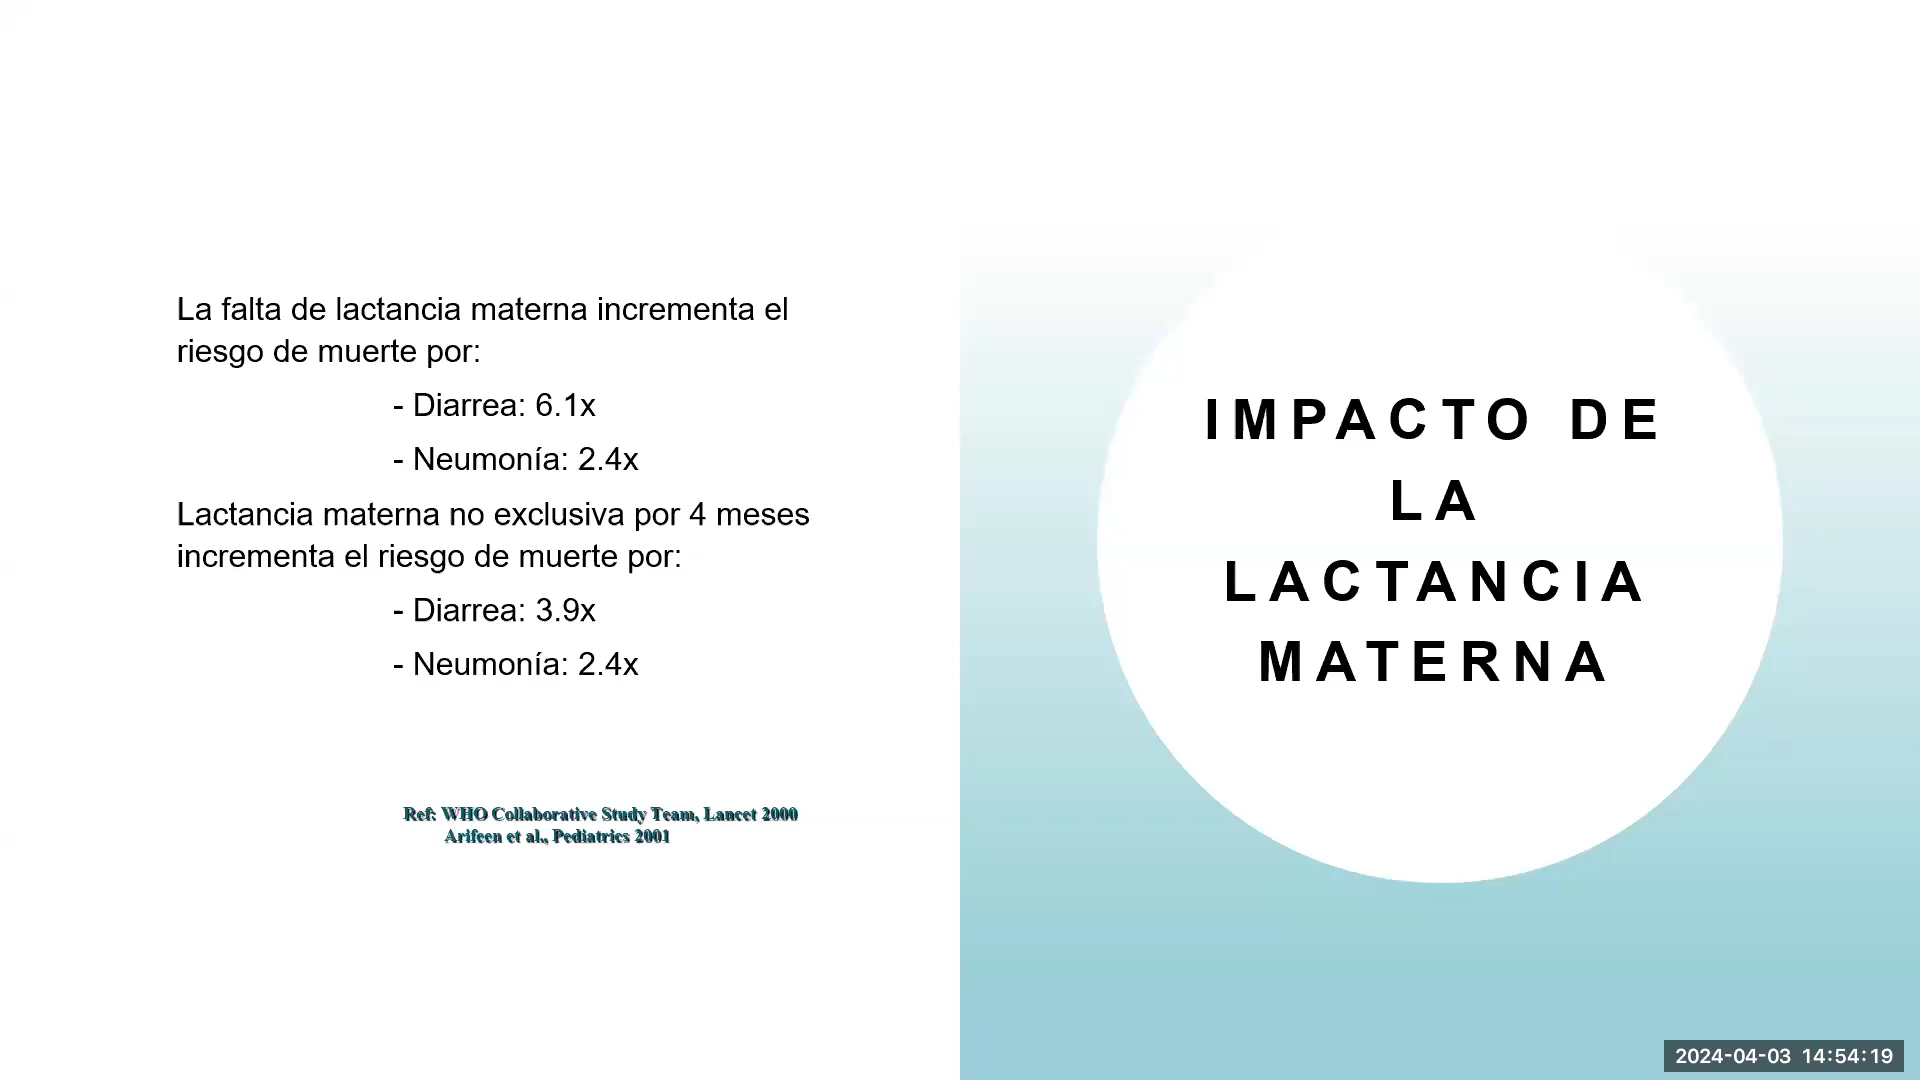 La falta de lactancia materna incrementa el
riesgo de muerte por:
- Diarrea: 6.1x
- Neumonía: 2.4x
Lactancia materna no exclusiva por 4 meses
incrementa el riesgo de muerte por:
- Diarrea: 3.9x
- Neumonía: 2.4x
Ref: WHO Collaborative Study Team, Lancet 2000
Arifeen et al., Pediatrics 2001
IMPACTO DE
LA
LACTANCIA
MATERNA
2024-04-03 14:54:19